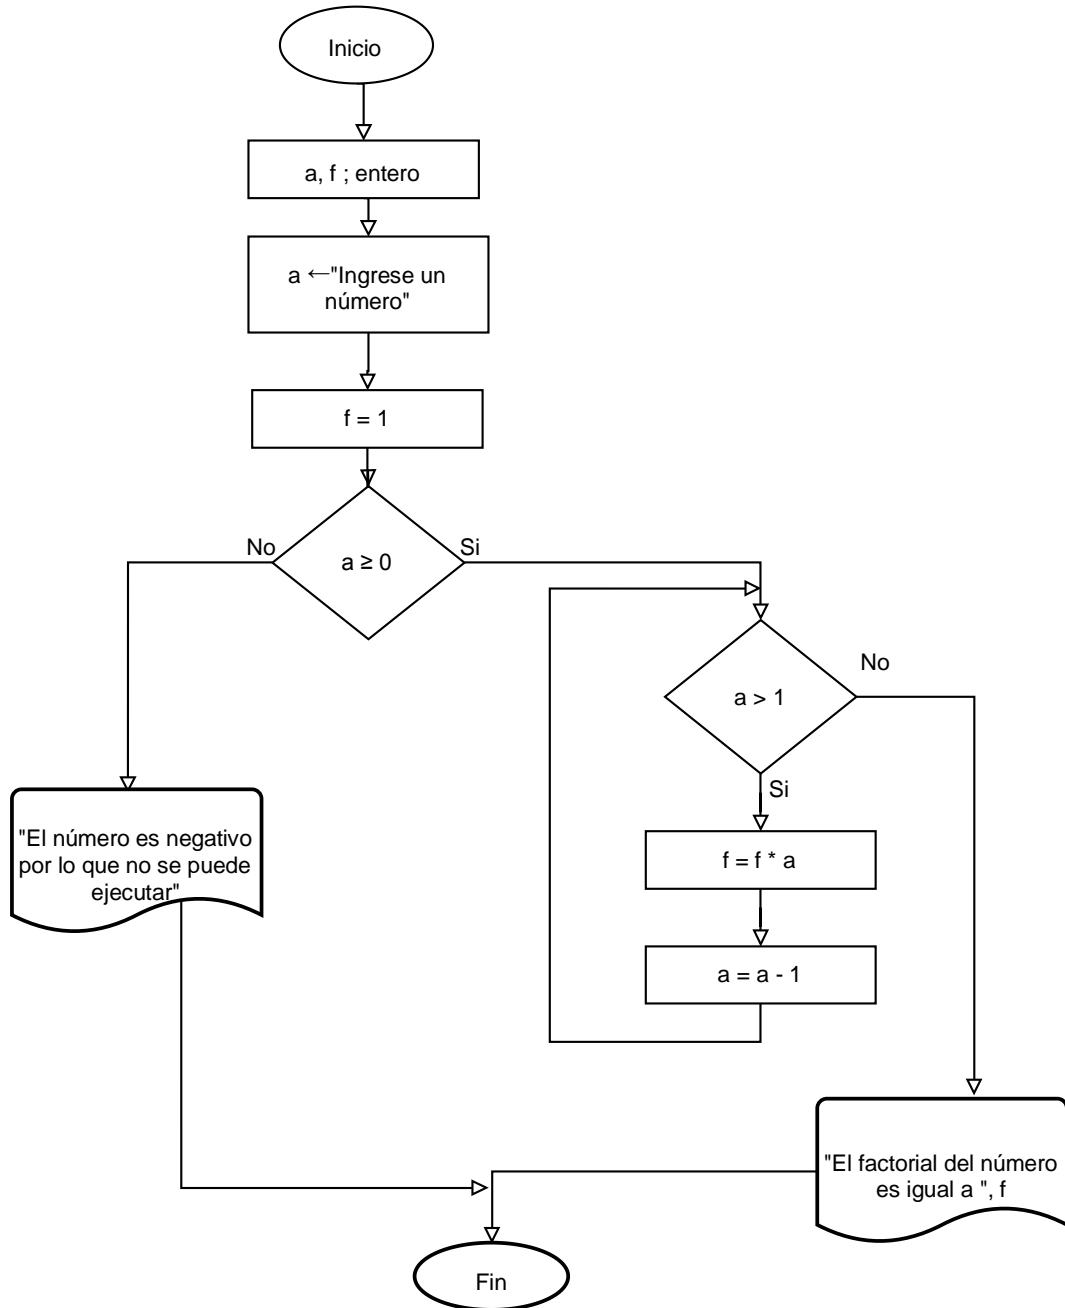 Inicio
a, f ; entero
a ←"Ingrese un
número"
f = 1
a ≥ 0
No
Si
a > 1
No
Si
f = f * a
a = a - 1
"El número es negativo
por lo que no se puede
ejecutar"
"El factorial del número
es igual a ", f
Fin